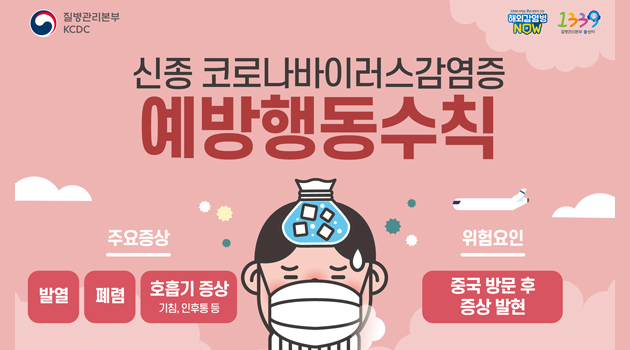 질병관리본부
KCDC
해외감염병
NOW
1339
질병관리본부 콜센터
신종 코로나바이러스감염증
예방행동수칙
주요증상
발열
폐렴
호흡기 증상
기침, 인후통 등
위험요인
중국 방문 후
증상 발현